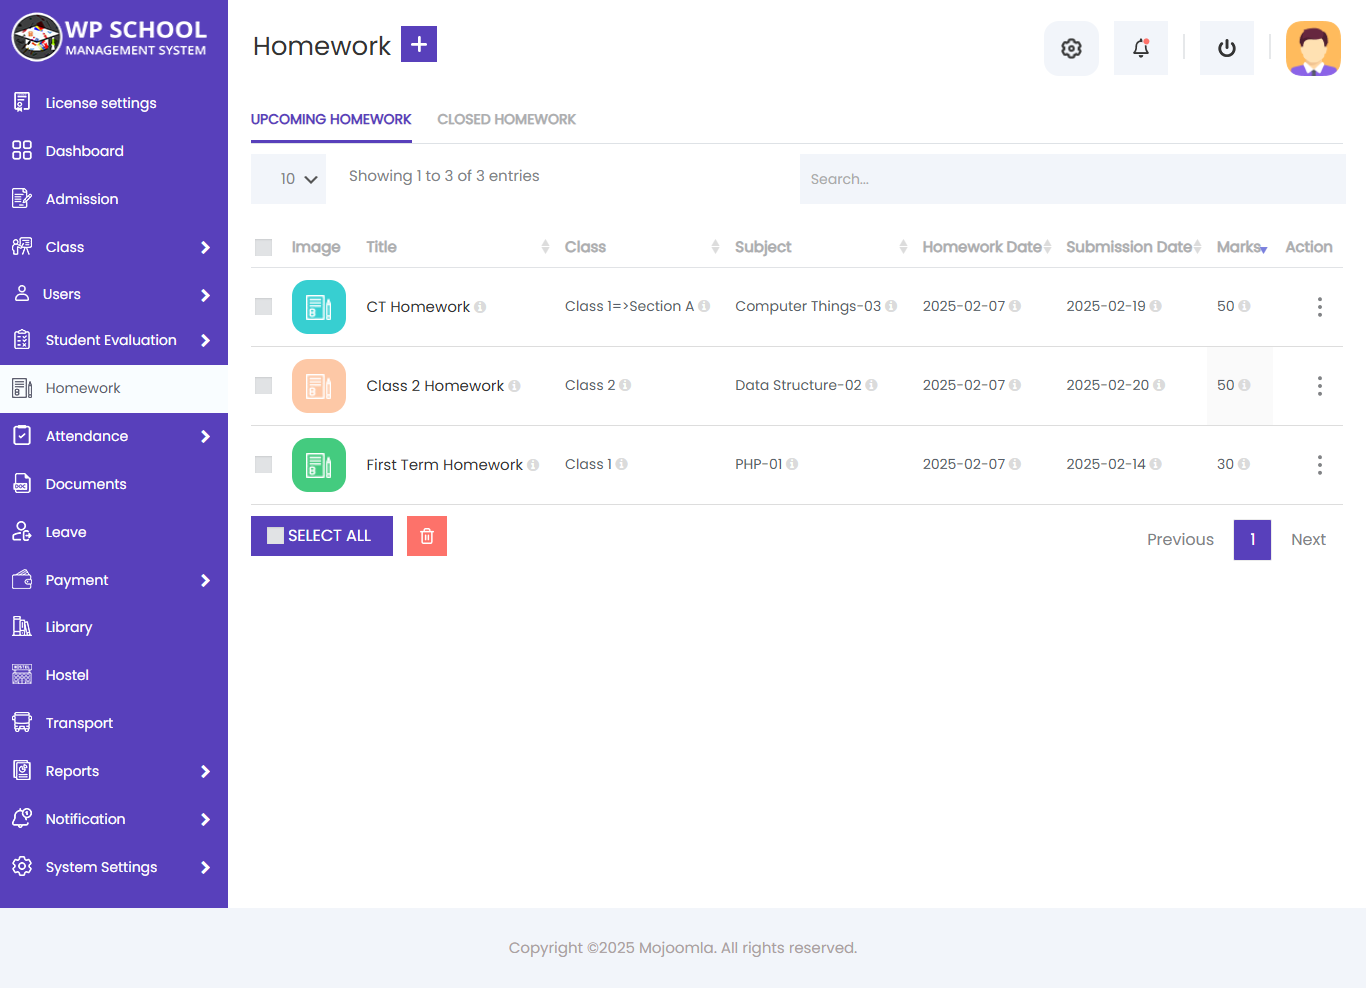 WP SCHOOL
MANAGEMENT SYSTEM
License settings
Dashboard
Admission
Class
Users
Student Evaluation
Homework
Attendance
Documents
Leave
Payment
Library
Hostel
Transport
Reports
Notification
System Settings
Homework +
UPCOMING HOMEWORK CLOSED HOMEWORK
10 Showing 1 to 3 of 3 entries Search...
Image Title Class Subject Homework Date Submission Date Marks Action
CT Homework Class 1=>Section A Computer Things-03 2025-02-07 2025-02-19 50
Class 2 Homework Class 2 Data Structure-02 2025-02-07 2025-02-20 50
First Term Homework Class 1 PHP-01 2025-02-07 2025-02-14 30
SELECT ALL Previous 1 Next
Copyright ©2025 Mojoomla. All rights reserved.